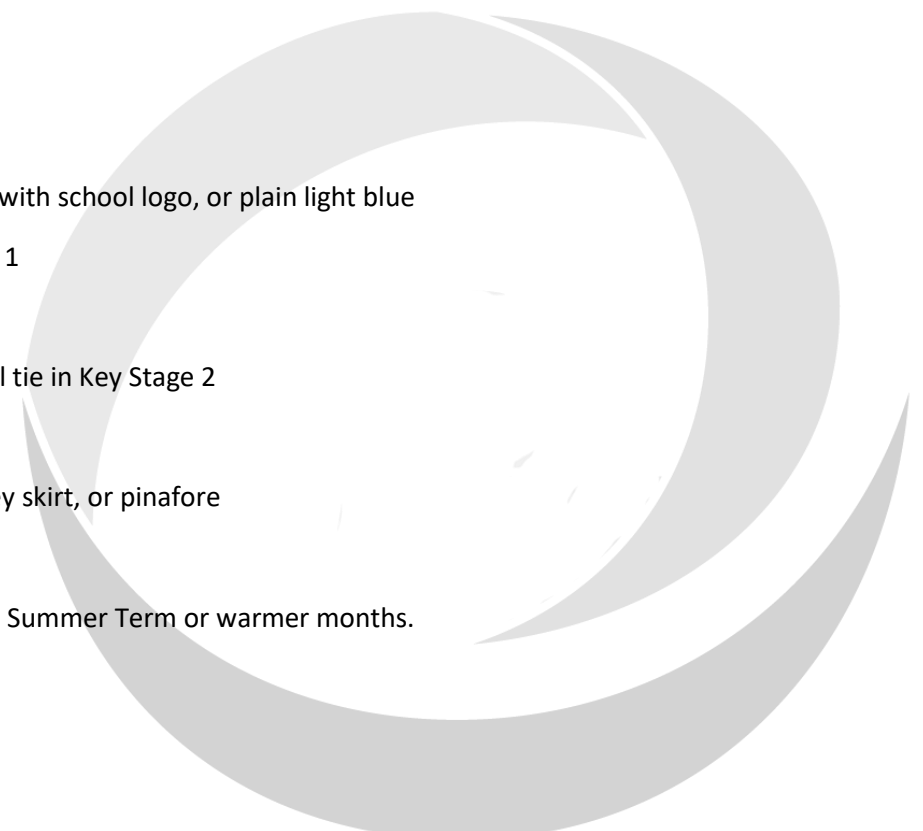 with school logo, or plain light blue
1
l tie in Key Stage 2
y skirt, or pinafore
Summer Term or warmer months.